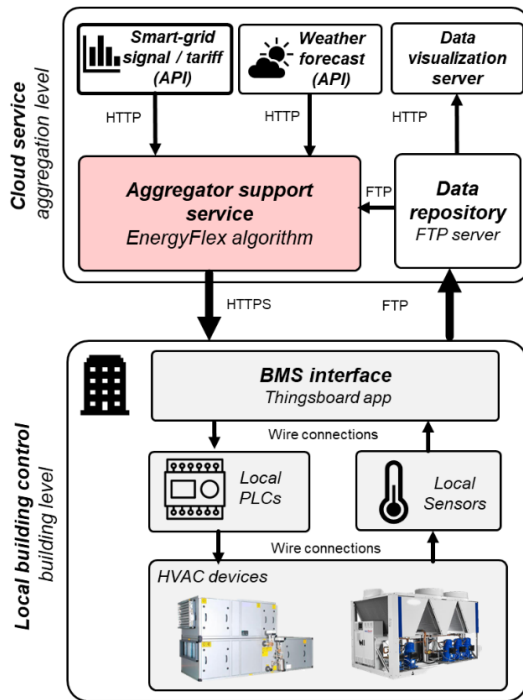 Cloud service
aggregation level
Smart-grid
signal / tariff
(API)
Weather
forecast
(API)
Data
visualization
server
HTTP
HTTP
HTTP
Aggregator support
service
EnergyFlex algorithm
FTP
Data
repository
FTP server
HTTPS
FTP
Local building control
building level
BMS interface
Thingsboard app
Wire connections
Local
PLCs
Local
Sensors
Wire connections
HVAC devices